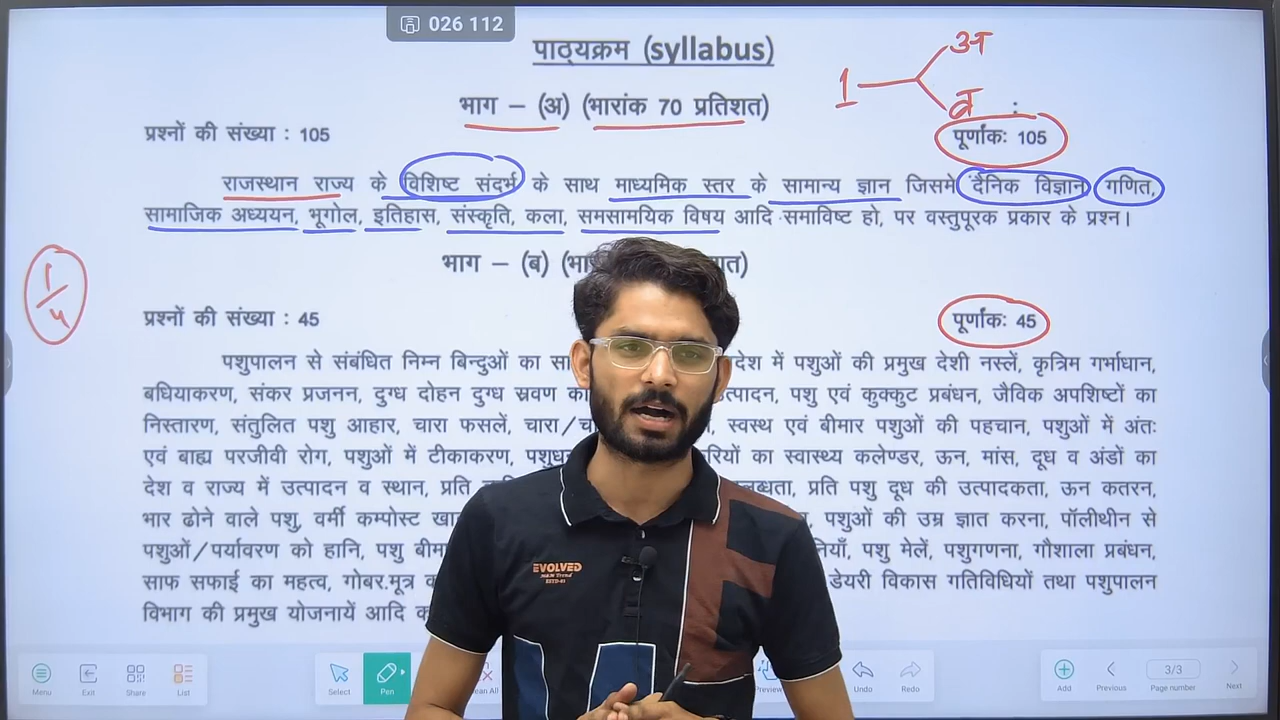 026 112
पाठ्यक्रम (syllabus)
अ
1
ब
भाग – (अ) (भारांक 70 प्रतिशत)
प्रश्नों की संख्या : 105
पूर्णांकः 105
राजस्थान राज्य के विशिष्ट संदर्भ के साथ माध्यमिक स्तर के सामान्य ज्ञान जिसमें दैनिक विज्ञान गणित,
सामाजिक अध्ययन, भूगोल, इतिहास, संस्कृति, कला, समसामयिक विषय आदि समाविष्ट हो, पर वस्तुपूरक प्रकार के प्रश्न।
1/4
भाग – (ब)
प्रश्नों की संख्या : 45
पूर्णांकः 45
पशुपालन से संबंधित निम्न बिन्दुओं का देश में पशुओं की प्रमुख देशी नस्लें, कृत्रिम गर्भाधान,
बधियाकरण, संकर प्रजनन, दुग्ध दोहन दुग्ध स्रवण पशु एवं कुक्कुट प्रबंधन, जैविक अपशिष्टों का
निस्तारण, संतुलित पशु आहार, चारा फसलें, स्वस्थ एवं बीमार पशुओं की पहचान, पशुओं में अंतः
एवं बाह्य परजीवी रोग, पशुओं में टीकाकरण, का स्वास्थ्य कलेण्डर, ऊन, मांस, दूध व अंडों का
देश व राज्य में उत्पादन व स्थान, प्रति प्रति पशु दूध की उत्पादकता, ऊन कतरन,
भार ढोने वाले पशु, वर्मी कम्पोस्ट पशुओं की उम्र ज्ञात करना, पॉलीथीन से
पशुओं/पर्यावरण को हानि, पशु पशु मेलें, पशुगणना, गौशाला प्रबंधन,
साफ सफाई का महत्व, गोबर.मूत्र डेयरी विकास गतिविधियों तथा पशुपालन
विभाग की प्रमुख योजनायें आदि
EVOLVED
Menu
Exit
Share
List
Select
Pen
Undo
Redo
Add
Previous
3/3
Page number
Next